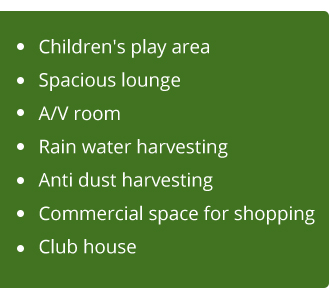 • Children's play area
• Spacious lounge
• A/V room
• Rain water harvesting
• Anti dust harvesting
• Commercial space for shopping
• Club house